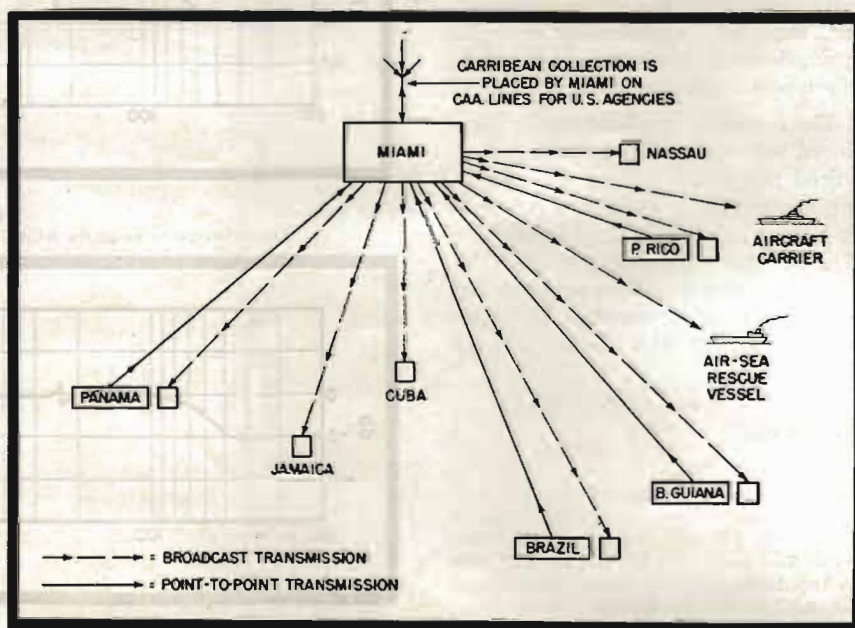 CARRIBEAN COLLECTION IS
PLACED BY MIAMI ON
CAA. LINES FOR U.S. AGENCIES
MIAMI
NASSAU
P. RICO
AIRCRAFT
CARRIER
AIR-SEA
RESCUE
VESSEL
PANAMA
CUBA
JAMAICA
B. GUIANA
BRAZIL
= BROADCAST TRANSMISSION
= POINT-TO-POINT TRANSMISSION